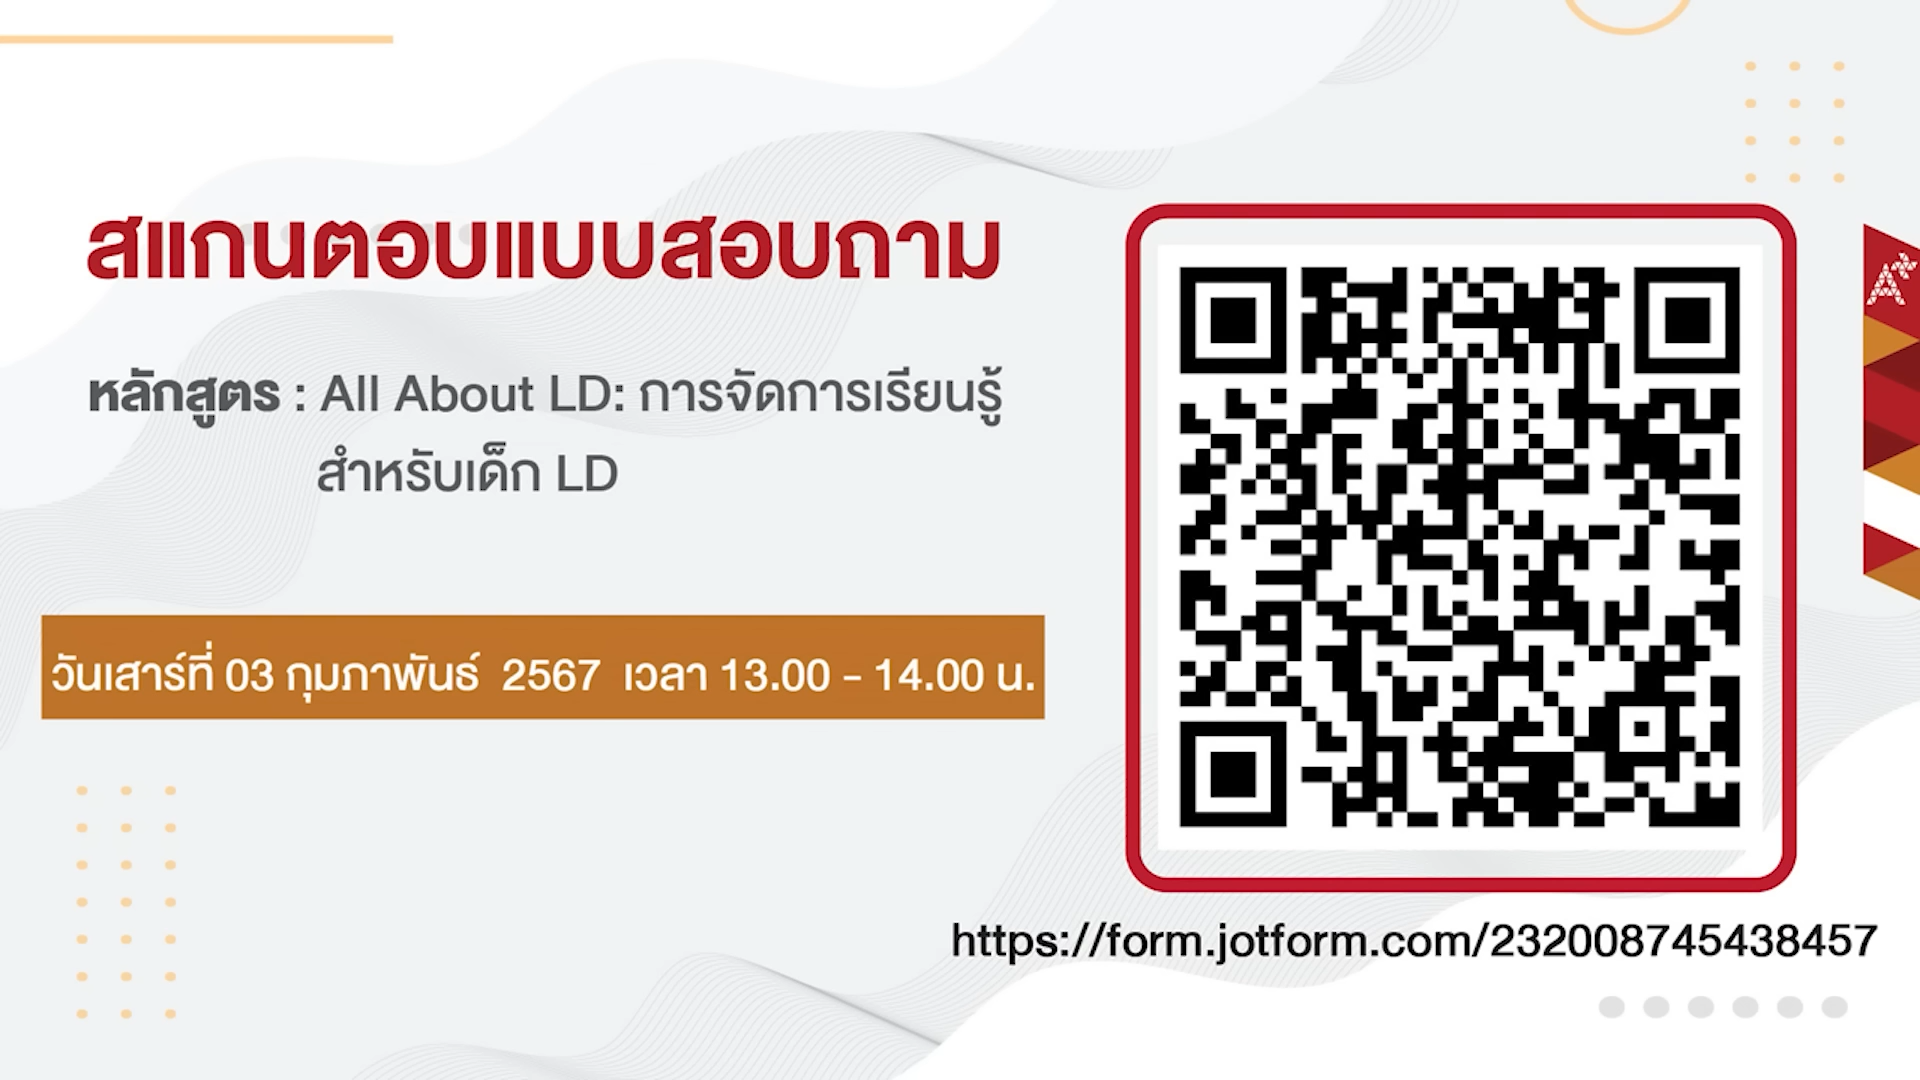 สแกนตอบแบบสอบถาม
หลักสูตร : All About LD: การจัดการเรียนรู้
สำหรับเด็ก LD
วันเสาร์ที่ 03 กุมภาพันธ์ 2567 เวลา 13.00 - 14.00 น.
https://form.jotform.com/232008745438457